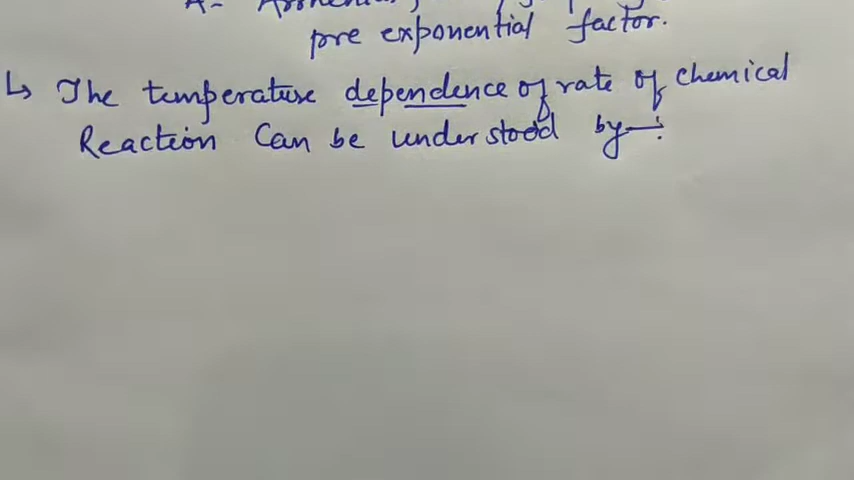 A-
pre exponential factor.
↳ The temperature dependence of rate of chemical
Reaction Can be understood by—: